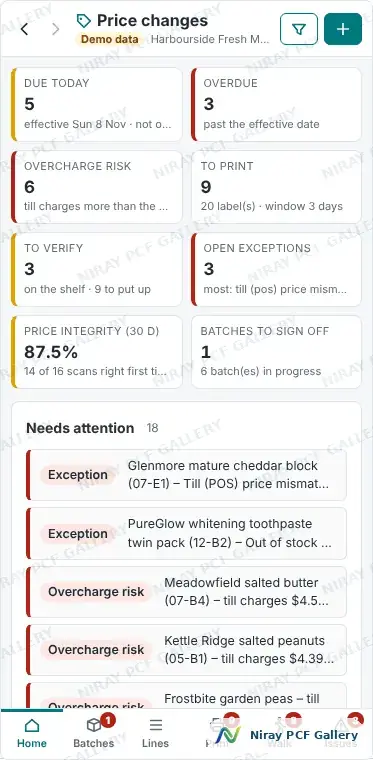 Price changes
Demo data Harbourside Fresh M...
DUE TODAY
5
effective Sun 8 Nov · not o...
OVERDUE
3
past the effective date
OVERCHARGE RISK
6
till charges more than the ...
TO PRINT
9
20 label(s) · window 3 days
TO VERIFY
3
on the shelf · 9 to put up
OPEN EXCEPTIONS
3
most: till (pos) price mism...
PRICE INTEGRITY (30 D)
87.5%
14 of 16 scans right first ti...
BATCHES TO SIGN OFF
1
6 batch(es) in progress
Needs attention 18
Exception
Glenmore mature cheddar block
(07-E1) – Till (POS) price mismat...
Exception
PureGlow whitening toothpaste
twin pack (12-B2) – Out of stock ...
Overcharge risk
Meadowfield salted butter
(07-B4) – till charges $4.5...
Overcharge risk
Kettle Ridge salted peanuts
(05-B1) – till charges $4.39...
Overcharge risk
Frostbite garden peas – till
Home
1
Batches
Lines
Walk
Issues
Niray PCF Gallery
NIRAY PCF GALLERY